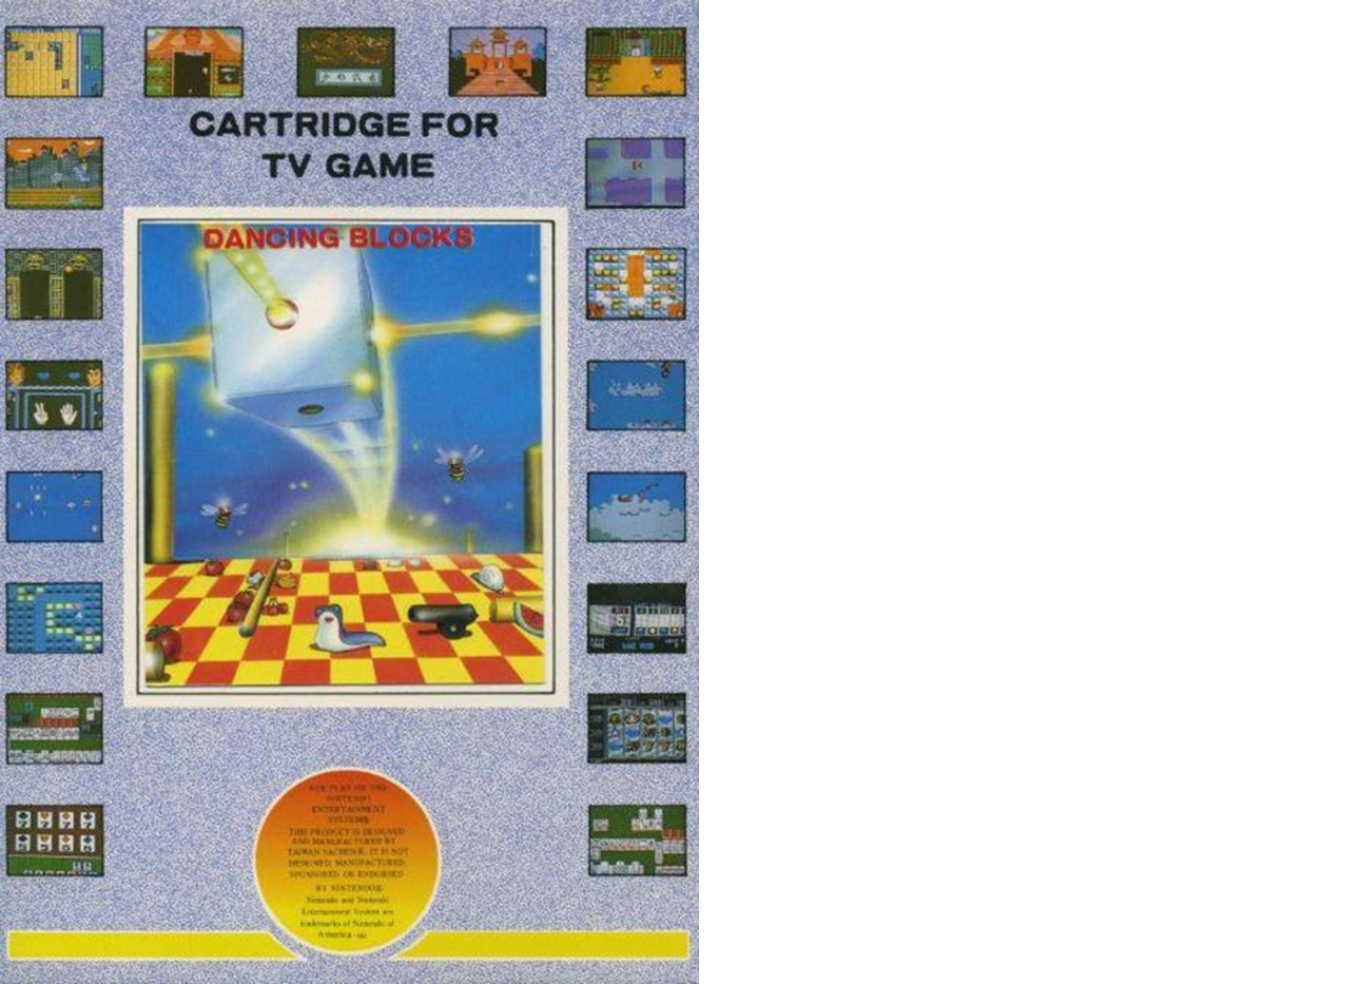 CARTRIDGE FOR
TV GAME
DANCING BLOCKS
FOR PLAY ON THE
NINTENDO
ENTERTAINMENT
SYSTEM®
THIS PRODUCT IS DESIGNED
AND MANUFACTURED BY
TAIWAN SACHEN. IT IS NOT
DESIGNED, MANUFACTURED
SPONSORED OR ENDORSED
BY NINTENDO®
Nintendo and Nintendo
Entertainment System are
trademarks of Nintendo of
America